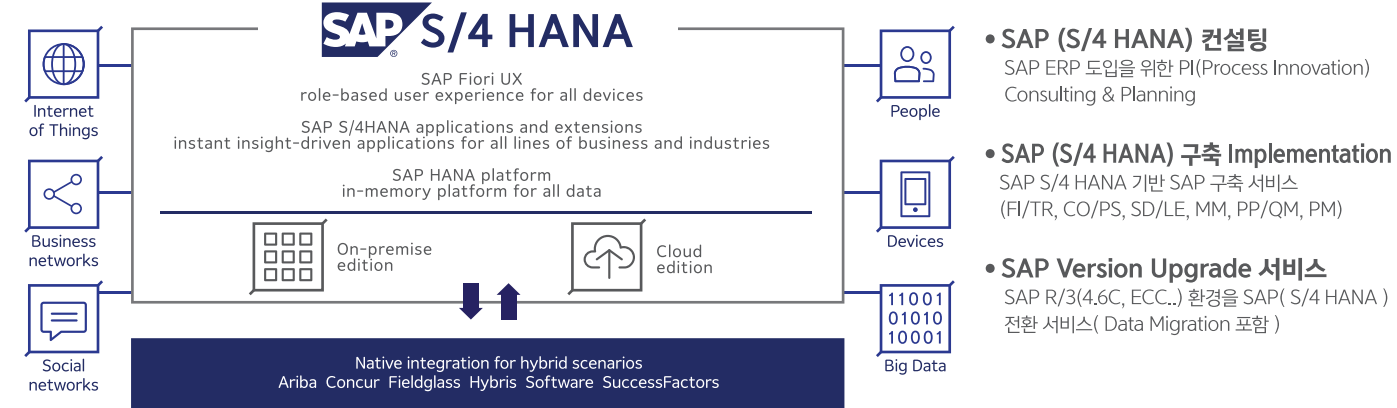 SAP® S/4 HANA
SAP Fiori UX
role-based user experience for all devices
SAP S/4HANA applications and extensions
instant insight-driven applications for all lines of business and industries
SAP HANA platform
in-memory platform for all data
On-premise
edition
Cloud
edition
Native integration for hybrid scenarios
Ariba Concur Fieldglass Hybris Software SuccessFactors
Internet
of Things
Business
networks
Social
networks
People
Devices
11001
01010
10001
Big Data
• SAP (S/4 HANA) 컨설팅
SAP ERP 도입을 위한 PI(Process Innovation)
Consulting & Planning
• SAP (S/4 HANA) 구축 Implementation
SAP S/4 HANA 기반 SAP 구축 서비스
(FI/TR, CO/PS, SD/LE, MM, PP/QM, PM)
• SAP Version Upgrade 서비스
SAP R/3(4.6C, ECC..) 환경을 SAP( S/4 HANA )
전환 서비스( Data Migration 포함 )